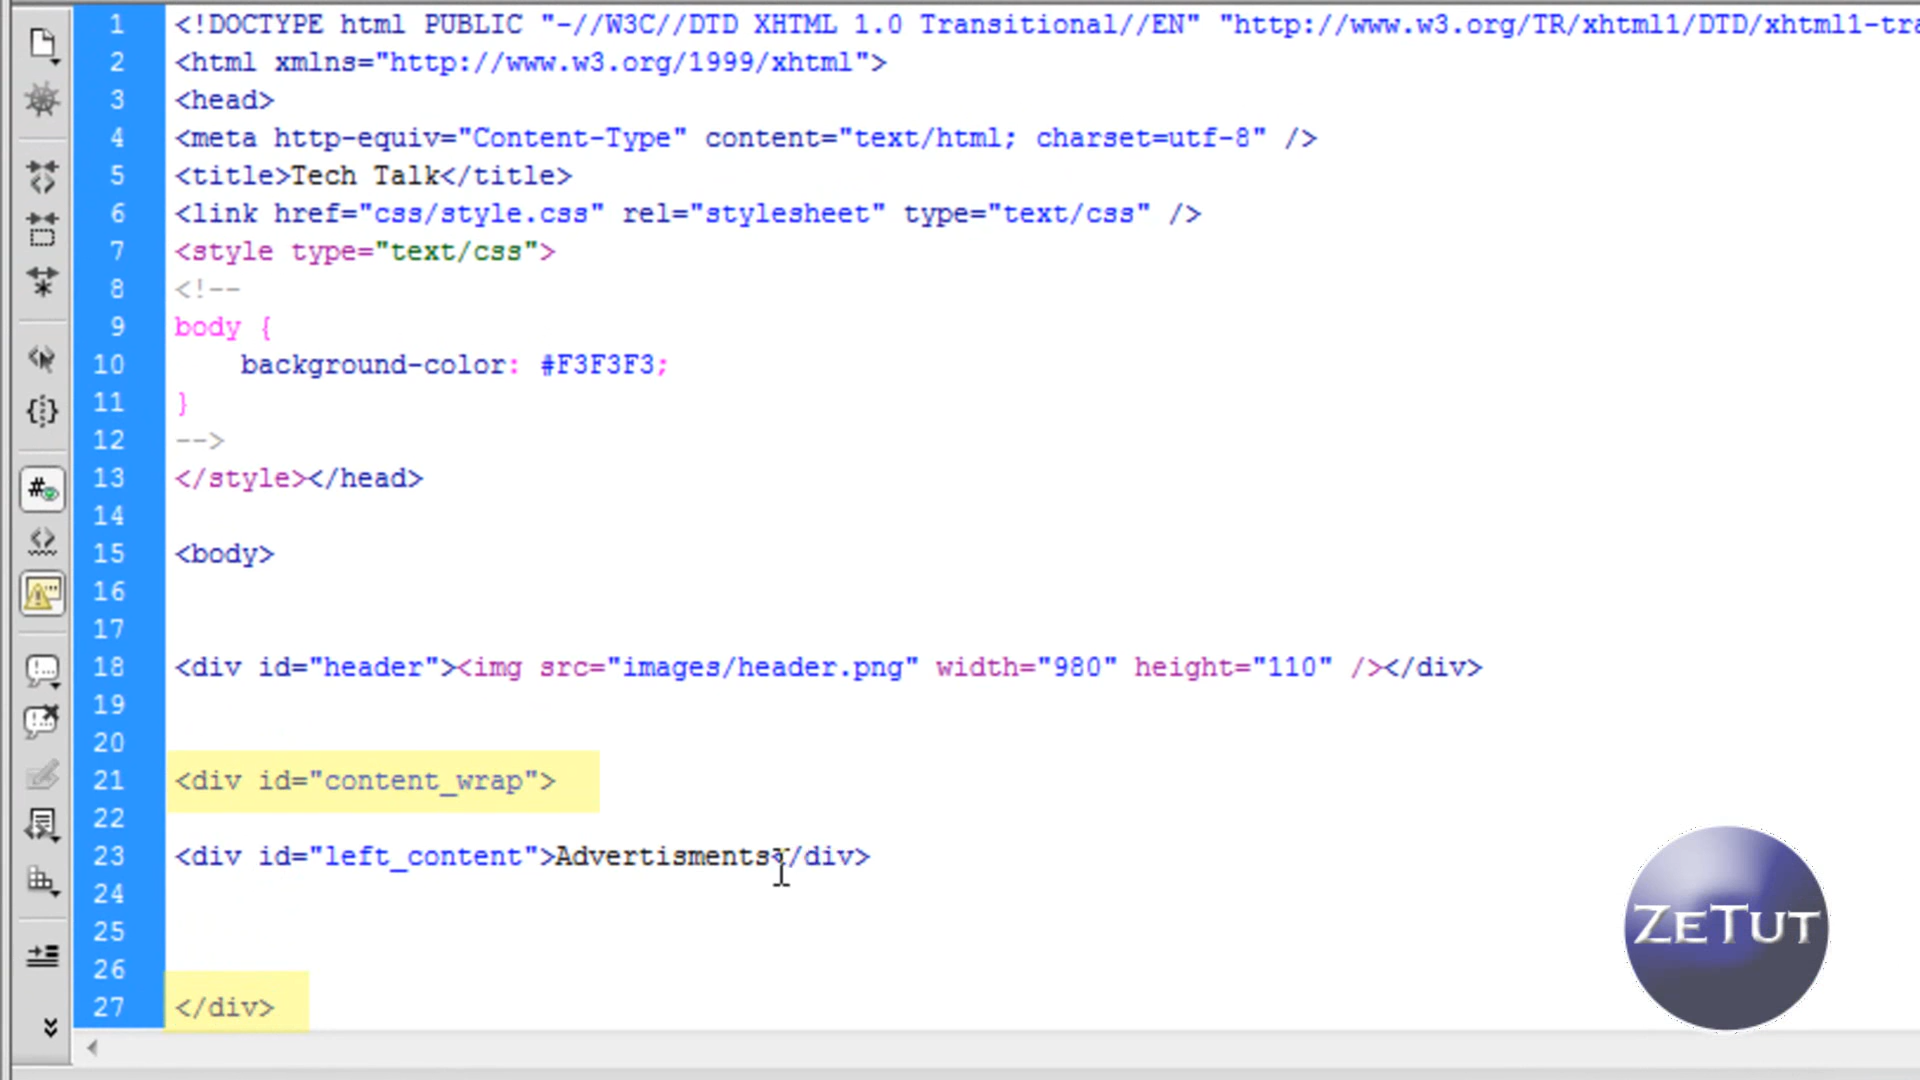 1 <!DOCTYPE html PUBLIC "-//W3C//DTD XHTML 1.0 Transitional//EN" "http://www.w3.org/TR/xhtml1/DTD/xhtml1-tra
2 <html xmlns="http://www.w3.org/1999/xhtml">
3 <head>
4 <meta http-equiv="Content-Type" content="text/html; charset=utf-8" />
5 <title>Tech Talk</title>
6 <link href="css/style.css" rel="stylesheet" type="text/css" />
7 <style type="text/css">
8 <!--
9 body {
10 background-color: #F3F3F3;
11 }
12 -->
13 </style></head>
14
15 <body>
16
17
18 <div id="header"><img src="images/header.png" width="980" height="110" /></div>
19
20
21 <div id="content_wrap">
22
23 <div id="left_content">Advertisments</div>
24
25
26
27 </div>
ZeTut